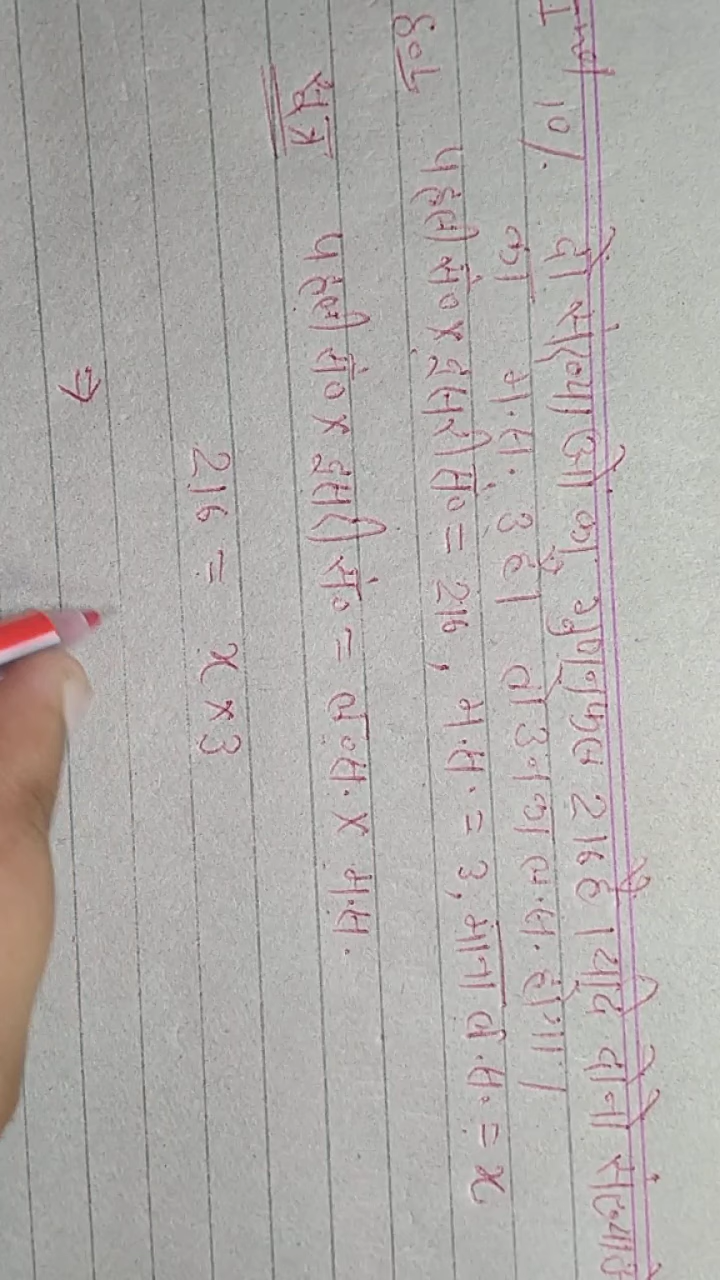 Ind 10%. दो संख्याओं का गुणनफल 216 है। यदि दोनों संख्याओं
का म.स. 3 है। तो उनका ल.स. होगा।
Sol पहली सं० × दूसरी सं० = 216, म.स. = 3, माना ल.स. = x
सूत्र पहली सं० × दूसरी सं० = ल.स. × म.स.
216 = x × 3
⇒